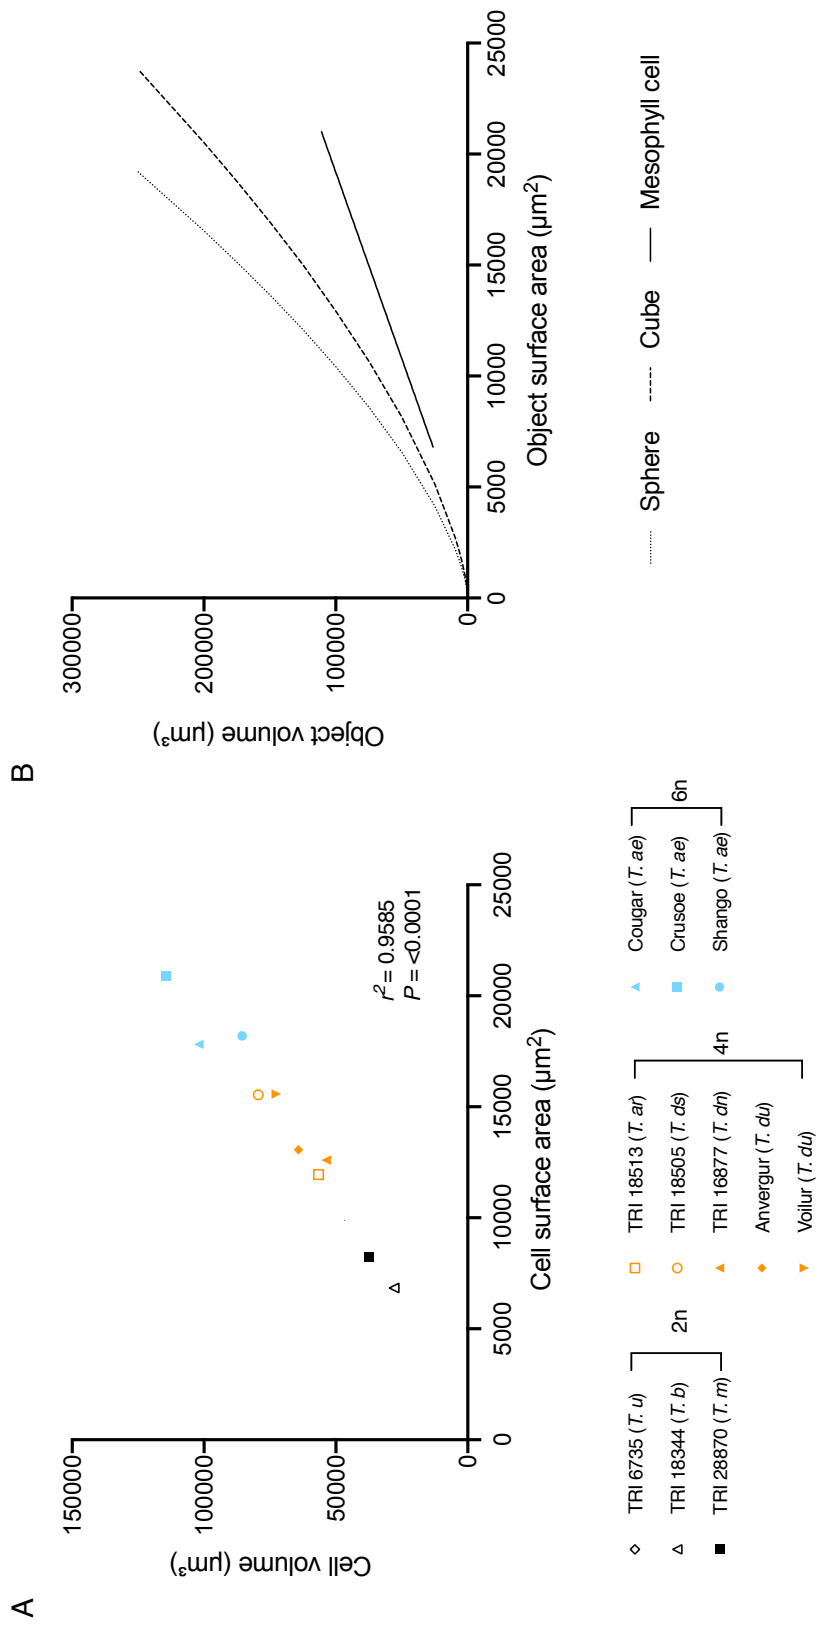 A
Cell volume (µm³)
150000
100000
50000
0
0
5000
10000
15000
20000
25000
Cell surface area (µm²)
r² = 0.9585
P = <0.0001
TRI 6735 (T. u)
TRI 18344 (T. b)
TRI 28870 (T. m)
2n
TRI 18513 (T. ar)
TRI 18505 (T. ds)
TRI 16877 (T. dn)
Anvergur (T. du)
Voilur (T. du)
4n
Cougar (T. ae)
Crusoe (T. ae)
Shango (T. ae)
6n
B
Object volume (µm³)
300000
200000
100000
0
0
5000
10000
15000
20000
25000
Object surface area (µm²)
Sphere Cube Mesophyll cell